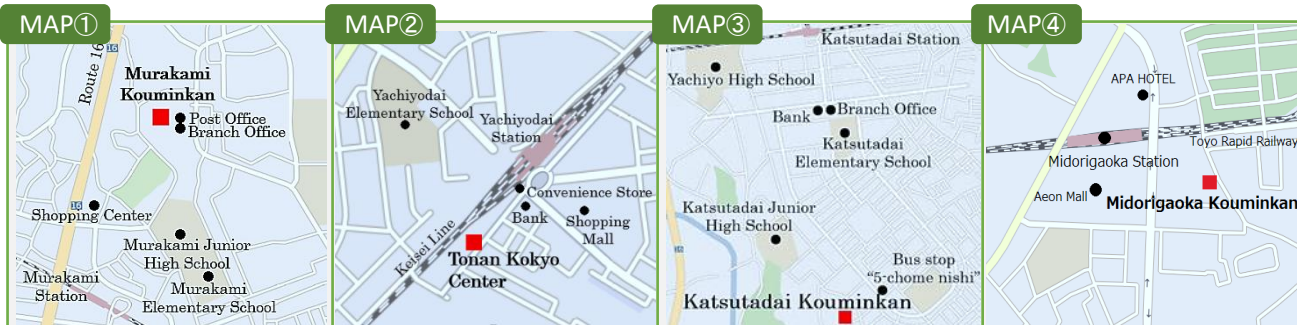 MAP①
Route 16
16
Murakami
Kouminkan
Post Office
Branch Office
16
Shopping Center
Murakami Junior
High School
Murakami
Station
Murakami
Elementary School
MAP②
Yachiyodai
Elementary School
Yachiyodai
Station
Convenience Store
Bank
Shopping
Mall
Keisei Line
Tonan Kokyo
Center
MAP③
Katsutadai Station
Yachiyo High School
Bank
Branch Office
Katsutadai
Elementary School
Katsutadai Junior
High School
16
Bus stop
“5-chome nishi”
Katsutadai Kouminkan
MAP④
APA HOTEL
Toyo Rapid Railway
Midorigaoka Station
Aeon Mall
Midorigaoka Kouminkan